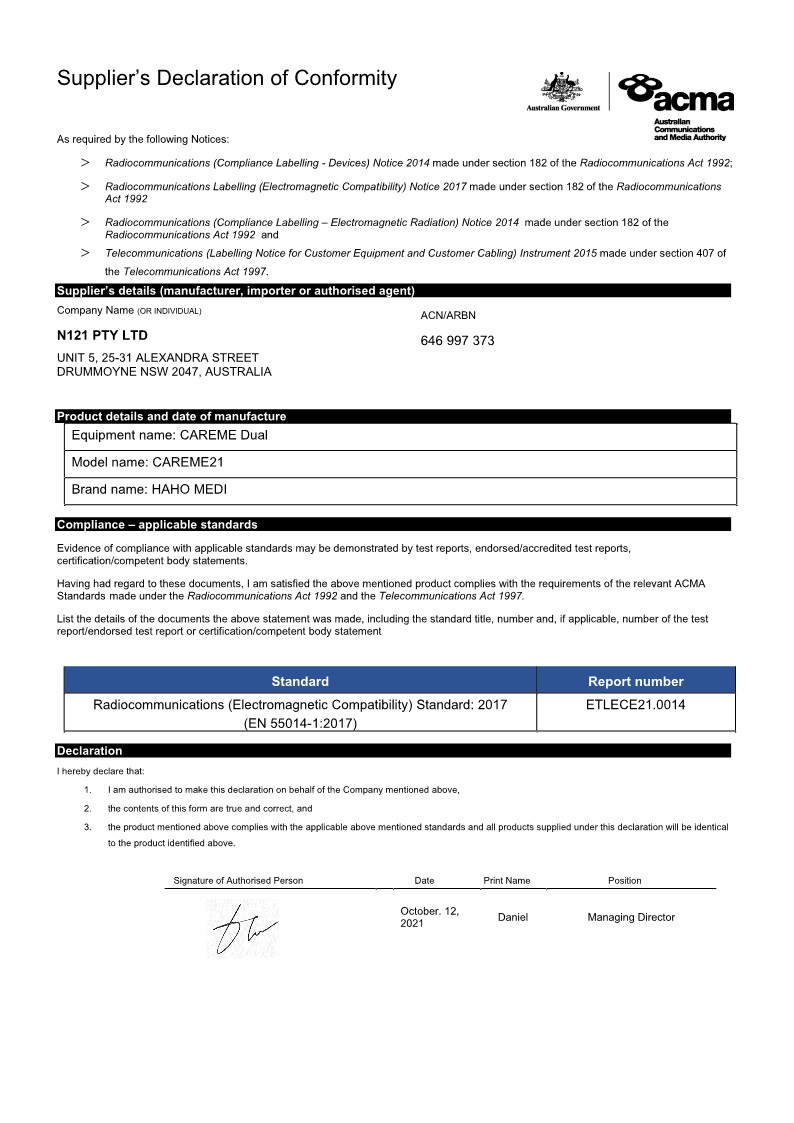 Supplier’s Declaration of Conformity
Australian Government
acma
Australian
Communications
and Media Authority
As required by the following Notices:
> Radiocommunications (Compliance Labelling - Devices) Notice 2014 made under section 182 of the Radiocommunications Act 1992;
> Radiocommunications Labelling (Electromagnetic Compatibility) Notice 2017 made under section 182 of the Radiocommunications
Act 1992
> Radiocommunications (Compliance Labelling – Electromagnetic Radiation) Notice 2014 made under section 182 of the
Radiocommunications Act 1992 and
> Telecommunications (Labelling Notice for Customer Equipment and Customer Cabling) Instrument 2015 made under section 407 of
the Telecommunications Act 1997.
Supplier’s details (manufacturer, importer or authorised agent)
Company Name (OR INDIVIDUAL)
ACN/ARBN
N121 PTY LTD
646 997 373
UNIT 5, 25-31 ALEXANDRA STREET
DRUMMOYNE NSW 2047, AUSTRALIA
Product details and date of manufacture
Equipment name: CAREME Dual
Model name: CAREME21
Brand name: HAHO MEDI
Compliance – applicable standards
Evidence of compliance with applicable standards may be demonstrated by test reports, endorsed/accredited test reports,
certification/competent body statements.
Having had regard to these documents, I am satisfied the above mentioned product complies with the requirements of the relevant ACMA
Standards made under the Radiocommunications Act 1992 and the Telecommunications Act 1997.
List the details of the documents the above statement was made, including the standard title, number and, if applicable, number of the test
report/endorsed test report or certification/competent body statement
Standard Report number
Radiocommunications (Electromagnetic Compatibility) Standard: 2017 ETLECE21.0014
(EN 55014-1:2017)
Declaration
I hereby declare that:
1. I am authorised to make this declaration on behalf of the Company mentioned above,
2. the contents of this form are true and correct, and
3. the product mentioned above complies with the applicable above mentioned standards and all products supplied under this declaration will be identical
to the product identified above.
Signature of Authorised Person Date Print Name Position
October. 12,
2021
Daniel
Managing Director